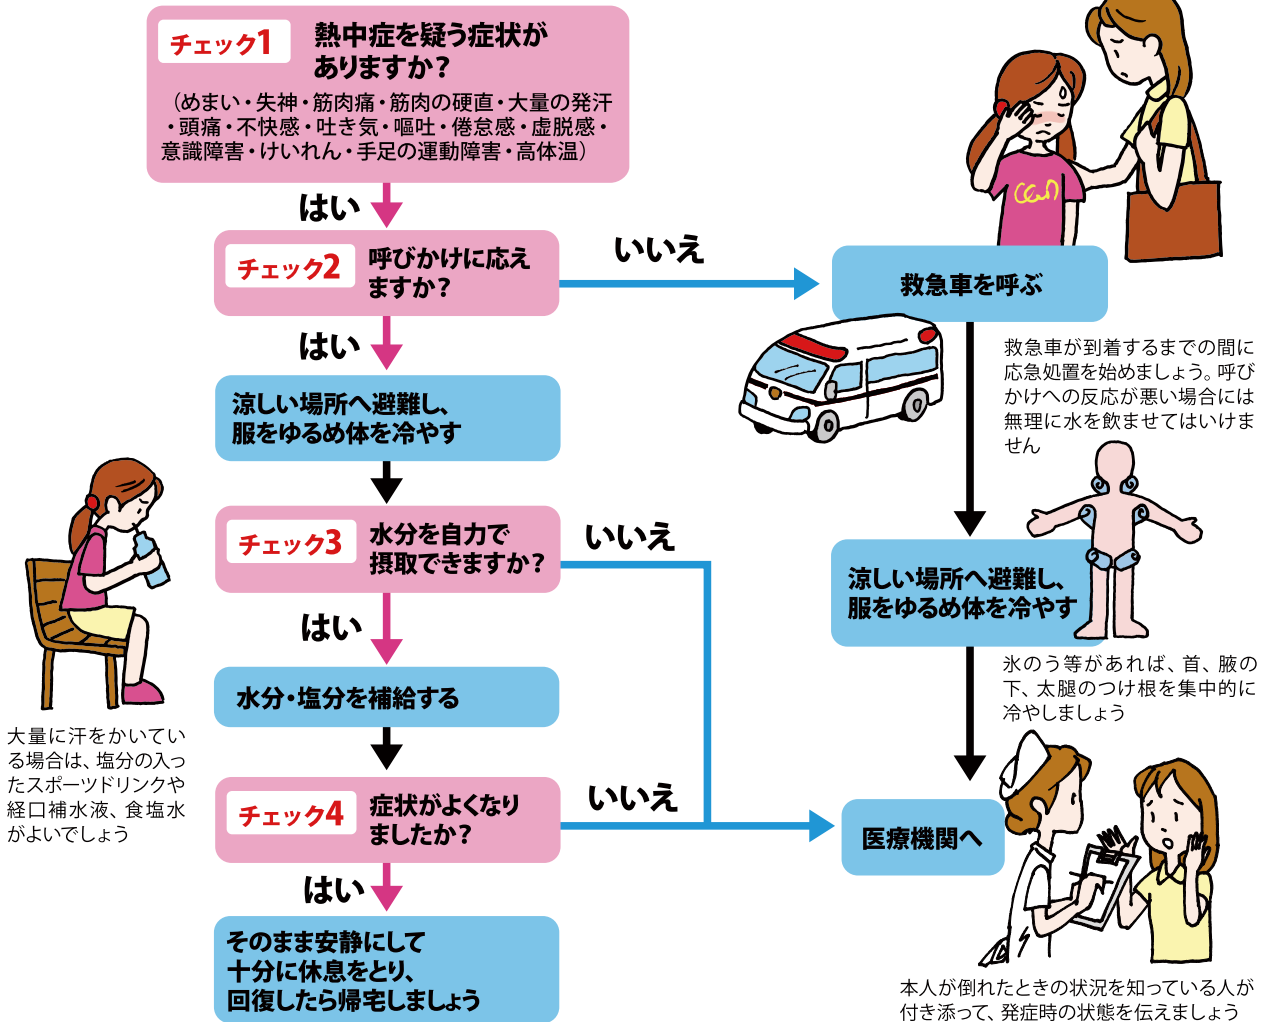 チェック1
熱中症を疑う症状が
ありますか？
（めまい・失神・筋肉痛・筋肉の硬直・大量の発汗
・頭痛・不快感・吐き気・嘔吐・倦怠感・虚脱感・
意識障害・けいれん・手足の運動障害・高体温）
はい
チェック2
呼びかけに応え
ますか？
いいえ
救急車を呼ぶ
救急車が到着するまでの間に
応急処置を始めましょう。呼び
かけへの反応が悪い場合には
無理に水を飲ませてはいけま
せん
はい
涼しい場所へ避難し、
服をゆるめ体を冷やす
チェック3
水分を自力で
摂取できますか？
いいえ
涼しい場所へ避難し、
服をゆるめ体を冷やす
氷のう等があれば、首、腋の
下、太腿のつけ根を集中的に
冷やしましょう
はい
水分・塩分を補給する
大量に汗をかいてい
る場合は、塩分の入っ
たスポーツドリンクや
経口補水液、食塩水
がよいでしょう
チェック4
症状がよくなり
ましたか？
いいえ
医療機関へ
はい
そのまま安静にして
十分に休息をとり、
回復したら帰宅しましょう
本人が倒れたときの状況を知っている人が
付き添って、発症時の状態を伝えましょう